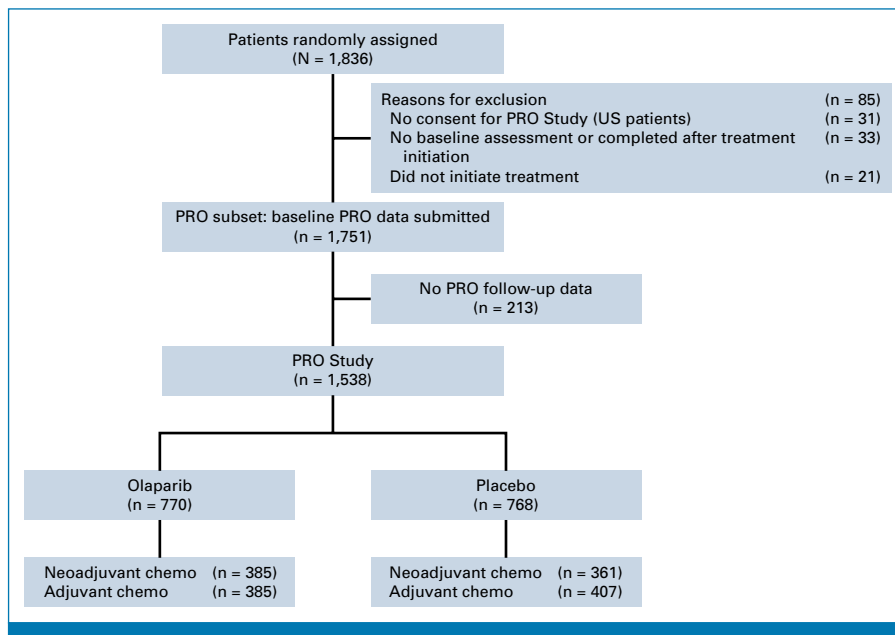 Patients randomly assigned
(N = 1,836)
Reasons for exclusion (n = 85)
No consent for PRO Study (US patients) (n = 31)
No baseline assessment or completed after treatment (n = 33)
initiation
Did not initiate treatment (n = 21)
PRO subset: baseline PRO data submitted
(n = 1,751)
No PRO follow-up data
(n = 213)
PRO Study
(n = 1,538)
Olaparib
(n = 770)
Placebo
(n = 768)
Neoadjuvant chemo (n = 385)
Adjuvant chemo (n = 385)
Neoadjuvant chemo (n = 361)
Adjuvant chemo (n = 407)